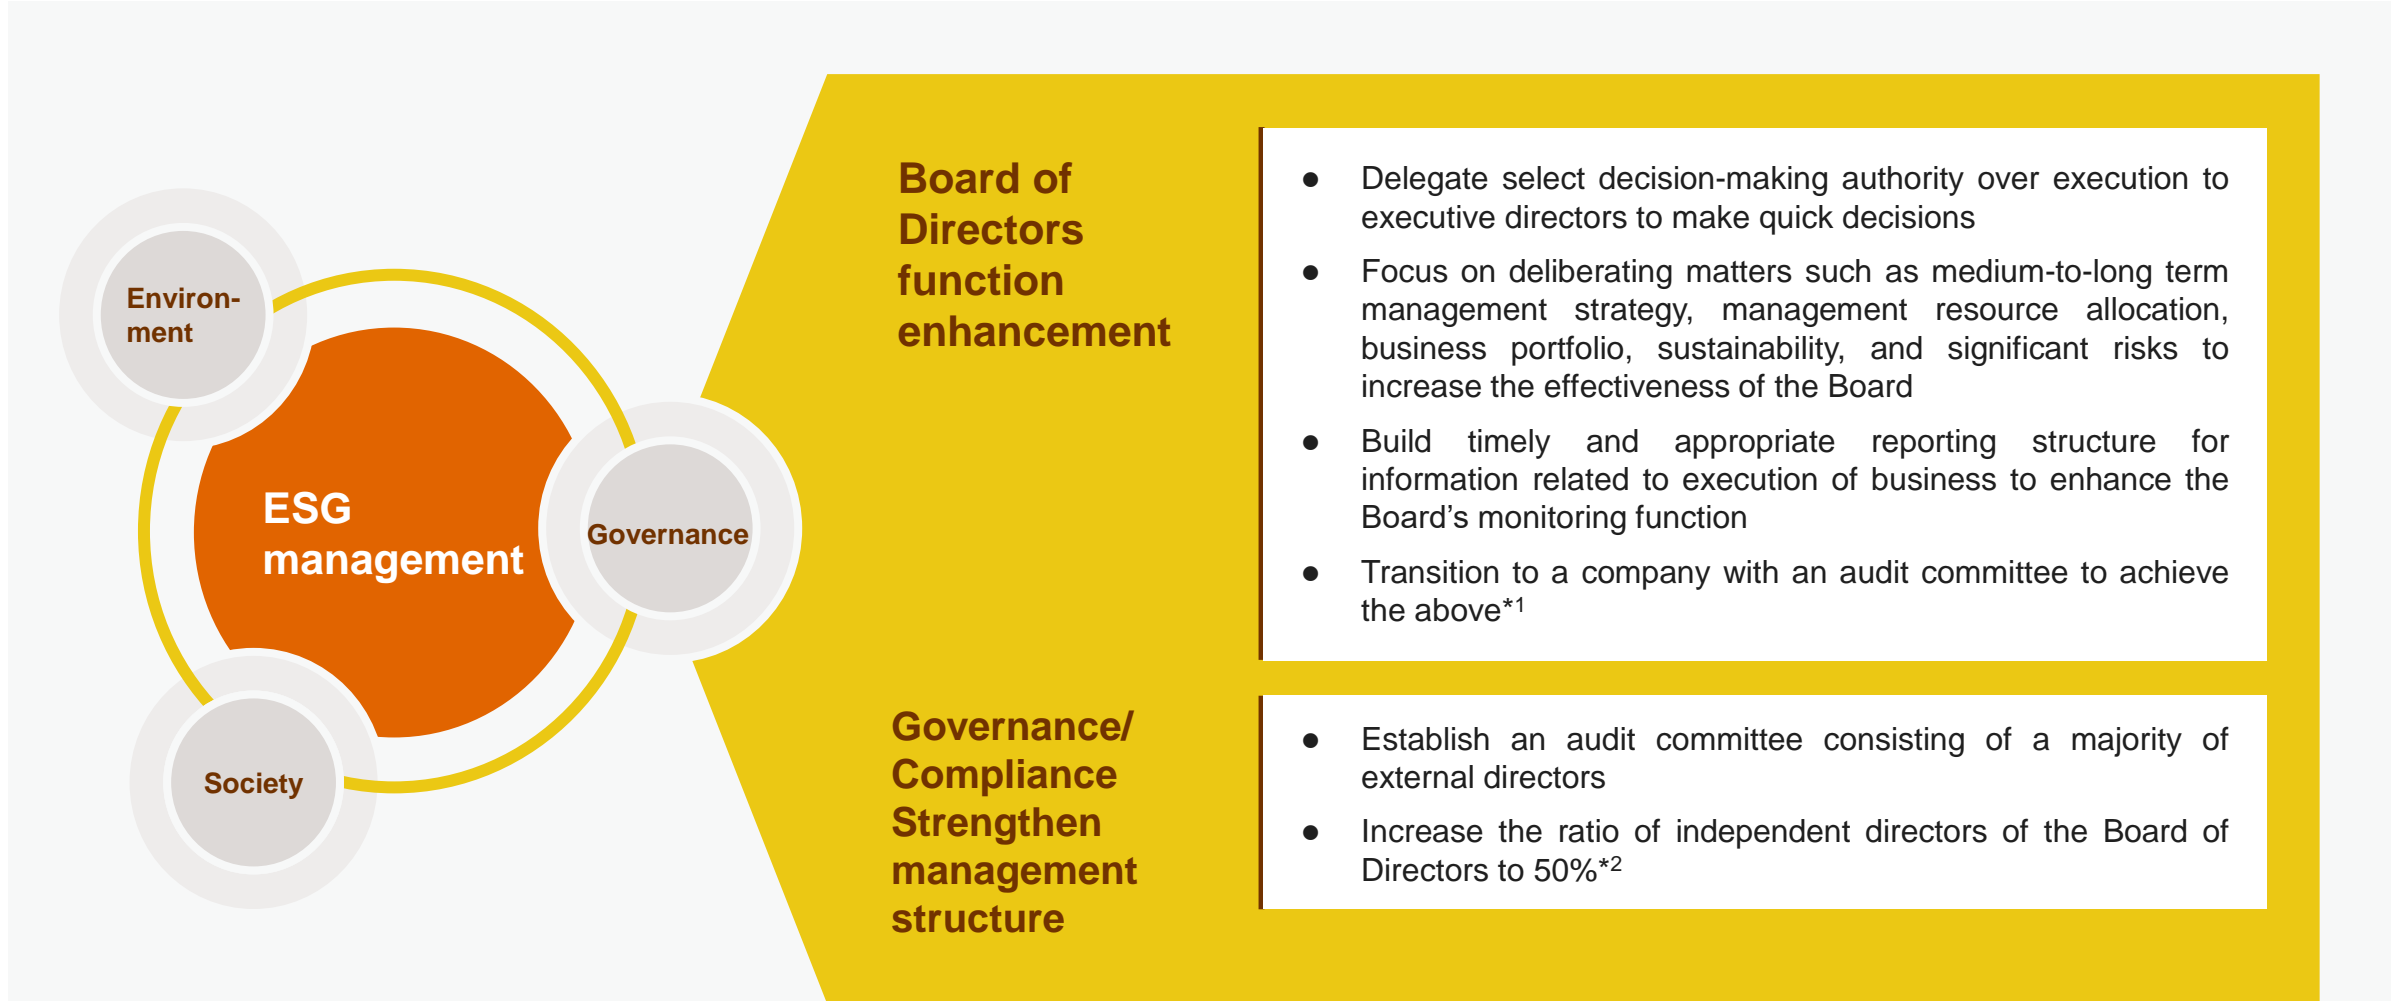 Environ-
ment
ESG
management
Governance
Society
Board of
Directors
function
enhancement
● Delegate select decision-making authority over execution to
executive directors to make quick decisions
● Focus on deliberating matters such as medium-to-long term
management strategy, management resource allocation,
business portfolio, sustainability, and significant risks to
increase the effectiveness of the Board
● Build timely and appropriate reporting structure for
information related to execution of business to enhance the
Board’s monitoring function
● Transition to a company with an audit committee to achieve
the above*1
Governance/
Compliance
Strengthen
management
structure
● Establish an audit committee consisting of a majority of
external directors
● Increase the ratio of independent directors of the Board of
Directors to 50%*2